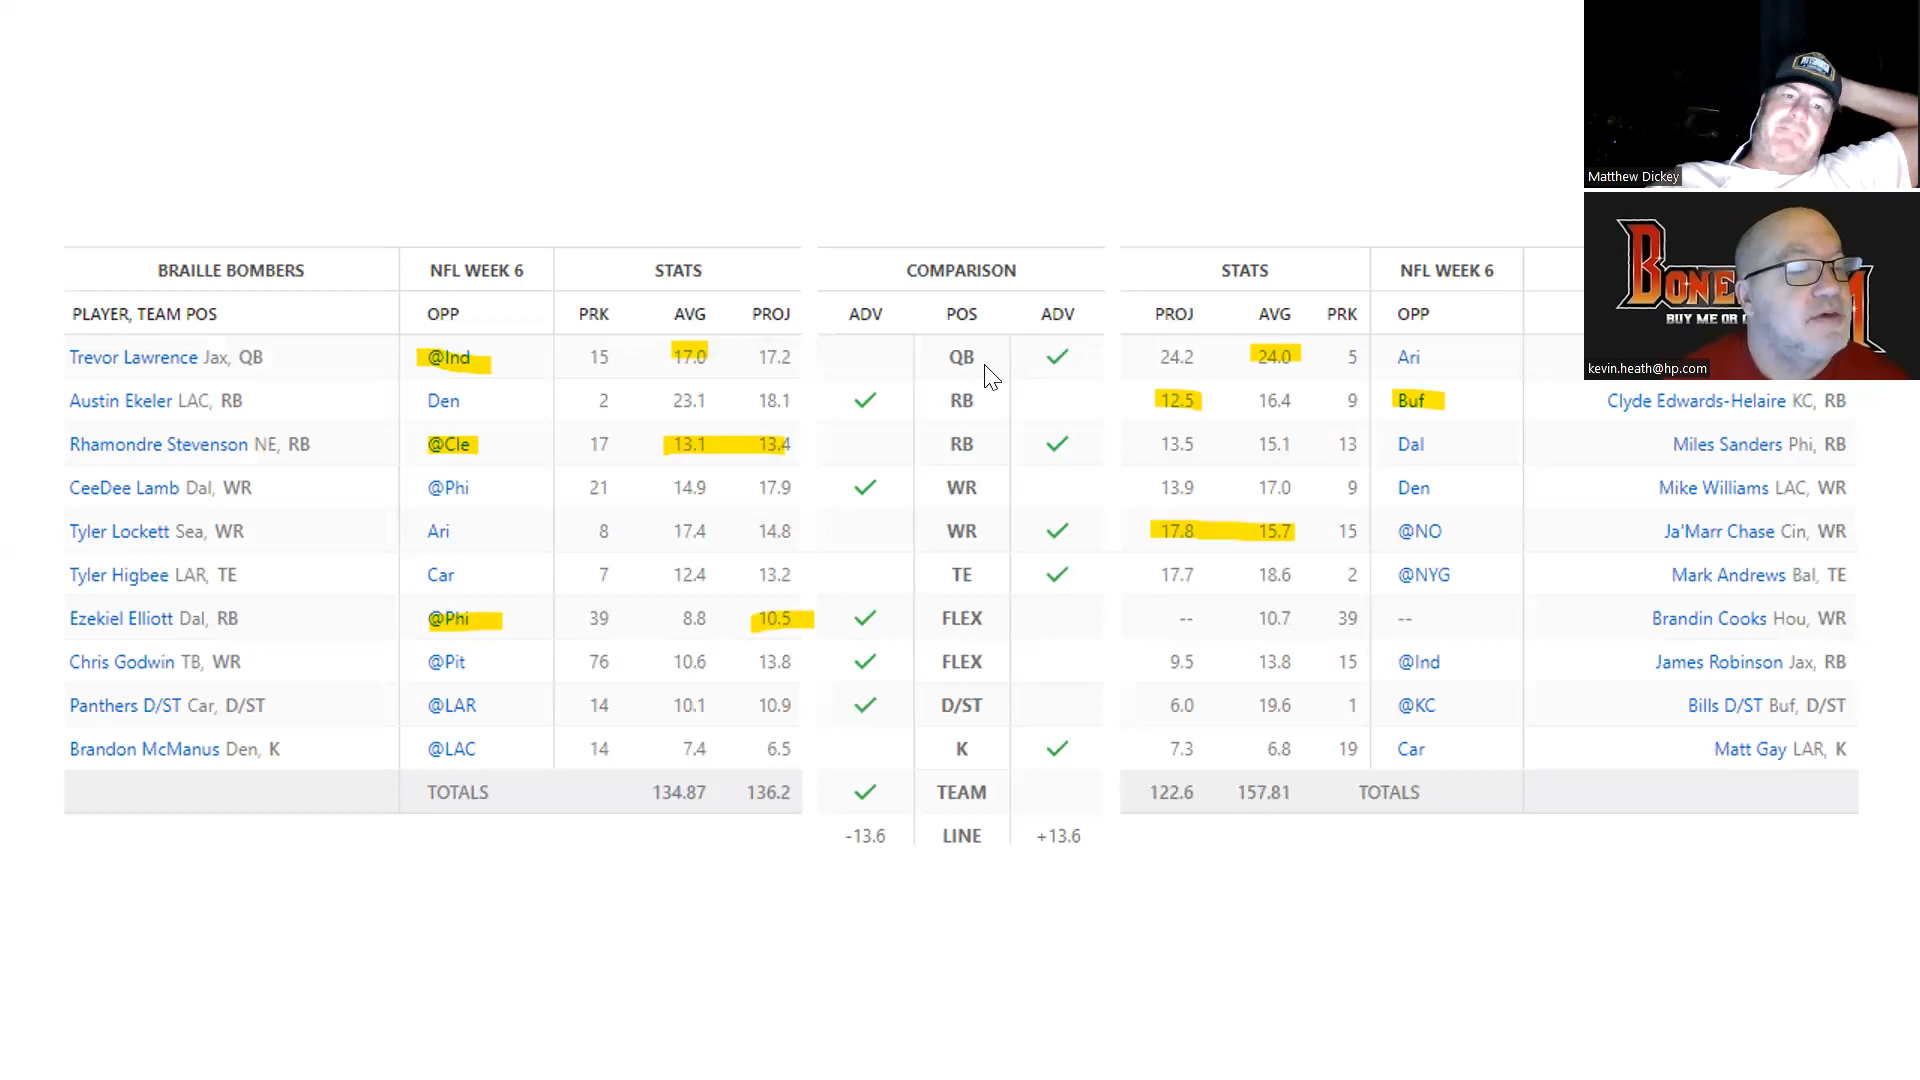 Matthew Dickey
BONE
BUY ME OR
kevin.heath@hp.com
BRAILLE BOMBERS NFL WEEK 6 STATS COMPARISON STATS NFL WEEK 6
PLAYER, TEAM POS OPP PRK AVG PROJ ADV POS ADV PROJ AVG PRK OPP
Trevor Lawrence Jax, QB @Ind 15 17.0 17.2 QB ✓ 24.2 24.0 5 Ari
Austin Ekeler LAC, RB Den 2 23.1 18.1 ✓ RB 12.5 16.4 9 Buf Clyde Edwards-Helaire KC, RB
Rhamondre Stevenson NE, RB @Cle 17 13.1 13.4 RB ✓ 13.5 15.1 13 Dal Miles Sanders Phi, RB
CeeDee Lamb Dal, WR @Phi 21 14.9 17.9 ✓ WR 13.9 17.0 9 Den Mike Williams LAC, WR
Tyler Lockett Sea, WR Ari 8 17.4 14.8 WR ✓ 17.8 15.7 15 @NO Ja'Marr Chase Cin, WR
Tyler Higbee LAR, TE Car 7 12.4 13.2 TE ✓ 17.7 18.6 2 @NYG Mark Andrews Bal, TE
Ezekiel Elliott Dal, RB @Phi 39 8.8 10.5 ✓ FLEX -- 10.7 39 -- Brandin Cooks Hou, WR
Chris Godwin TB, WR @Pit 76 10.6 13.8 ✓ FLEX 9.5 13.8 15 @Ind James Robinson Jax, RB
Panthers D/ST Car, D/ST @LAR 14 10.1 10.9 ✓ D/ST 6.0 19.6 1 @KC Bills D/ST Buf, D/ST
Brandon McManus Den, K @LAC 14 7.4 6.5 K ✓ 7.3 6.8 19 Car Matt Gay LAR, K
TOTALS 134.87 136.2 ✓ TEAM 122.6 157.81 TOTALS
-13.6 LINE +13.6